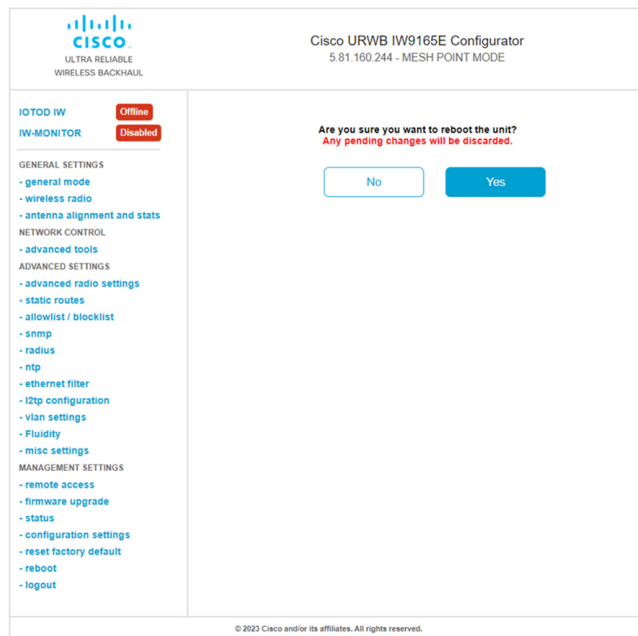 CISCO
ULTRA RELIABLE
WIRELESS BACKHAUL
Cisco URWB IW9165E Configurator
5.81.160.244 - MESH POINT MODE
IOTOD IW Offline
IW-MONITOR Disabled
GENERAL SETTINGS
- general mode
- wireless radio
- antenna alignment and stats
NETWORK CONTROL
- advanced tools
ADVANCED SETTINGS
- advanced radio settings
- static routes
- allowlist / blocklist
- snmp
- radius
- ntp
- ethernet filter
- l2tp configuration
- vlan settings
- Fluidity
- misc settings
MANAGEMENT SETTINGS
- remote access
- firmware upgrade
- status
- configuration settings
- reset factory default
- reboot
- logout
Are you sure you want to reboot the unit?
Any pending changes will be discarded.
No Yes
© 2023 Cisco and/or its affiliates. All rights reserved.